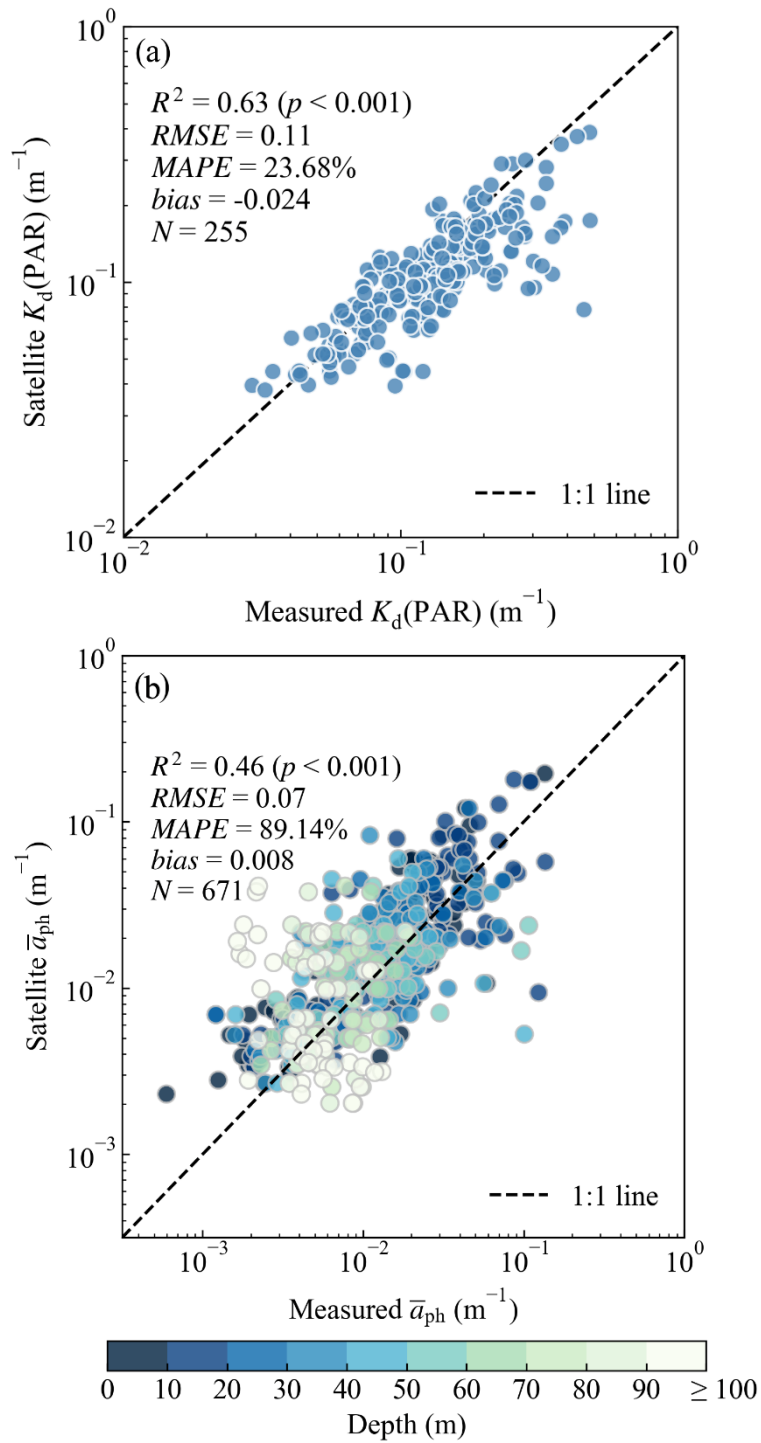 (a)
R² = 0.63 (p < 0.001)
RMSE = 0.11
MAPE = 23.68%
bias = -0.024
N = 255
10⁰
10⁻¹
10⁻²
Satellite K_d(PAR) (m⁻¹)
1:1 line
10⁻² 10⁻¹ 10⁰
Measured K_d(PAR) (m⁻¹)
(b)
R² = 0.46 (p < 0.001)
RMSE = 0.07
MAPE = 89.14%
bias = 0.008
N = 671
10⁰
10⁻¹
10⁻²
10⁻³
Satellite a̅_ph (m⁻¹)
1:1 line
10⁻³ 10⁻² 10⁻¹ 10⁰
Measured a̅_ph (m⁻¹)
0 10 20 30 40 50 60 70 80 90 ≥ 100
Depth (m)